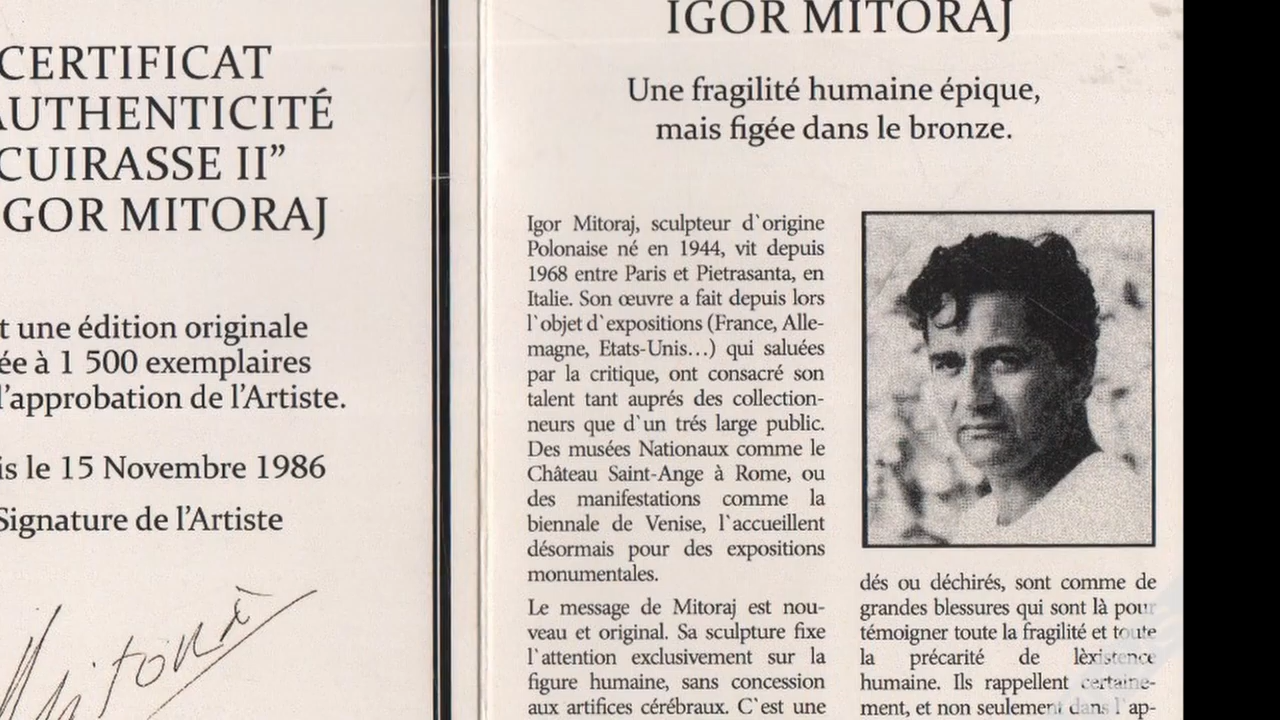 CERTIFICAT
AUTHENTICITÉ
CUIRASSE II”
IGOR MITORAJ
t une édition originale
ée à 1 500 exemplaires
l’approbation de l’Artiste.
is le 15 Novembre 1986
Signature de l’Artiste
Mitoraj
IGOR MITORAJ
Une fragilité humaine épique,
mais figée dans le bronze.
Igor Mitoraj, sculpteur d`origine
Polonaise né en 1944, vit depuis
1968 entre Paris et Pietrasanta, en
Italie. Son œuvre a fait depuis lors
l`objet d`expositions (France, Alle-
magne, Etats-Unis...) qui saluées
par la critique, ont consacré son
talent tant auprés des collection-
neurs que d`un trés large public.
Des musées Nationaux comme le
Château Saint-Ange à Rome, ou
des manifestations comme la
biennale de Venise, l`accueillent
désormais pour des expositions
monumentales.
Le message de Mitoraj est nou-
veau et original. Sa sculpture fixe
l`attention exclusivement sur la
figure humaine, sans concession
aux artifices cérébraux. C`est une
dés ou déchirés, sont comme de
grandes blessures qui sont là pour
témoigner toute la fragilité et toute
la précarité de lèxistence
humaine. Ils rappellent certaine-
ment, et non seulement dans l`ap-